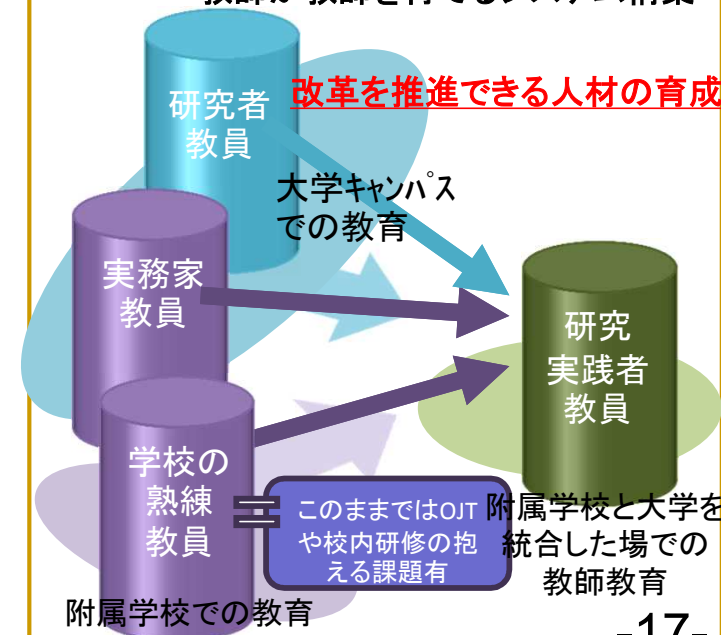 改革を推進できる人材の育成
研究者
教員
大学キャンパス
での教育
実務家
教員
研究
実践者
教員
学校の
熟練
教員
このままではOJT
や校内研修の抱
える課題有
附属学校と大学を
統合した場での
教師教育
附属学校での教育
-17-